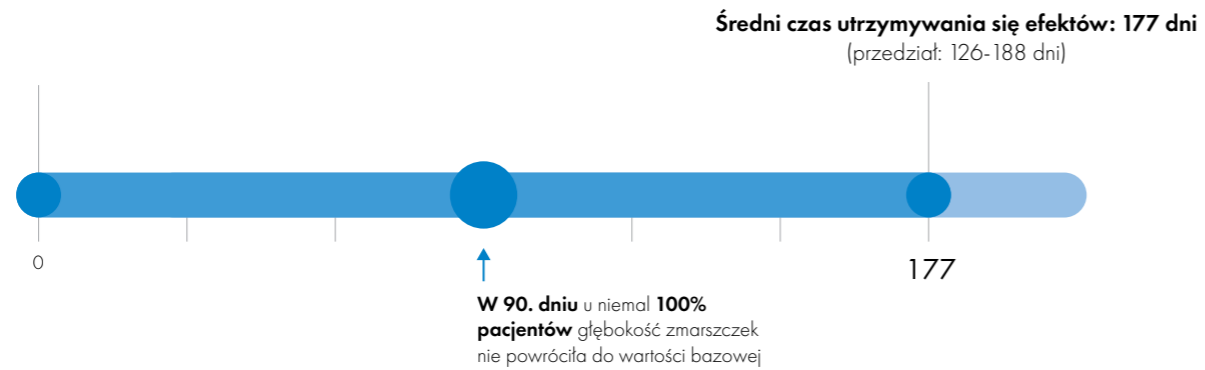 Średni czas utrzymywania się efektów: 177 dni
(przedział: 126-188 dni)
0
177
W 90. dniu u niemal 100%
pacjentów głębokość zmarszczek
nie powróciła do wartości bazowej